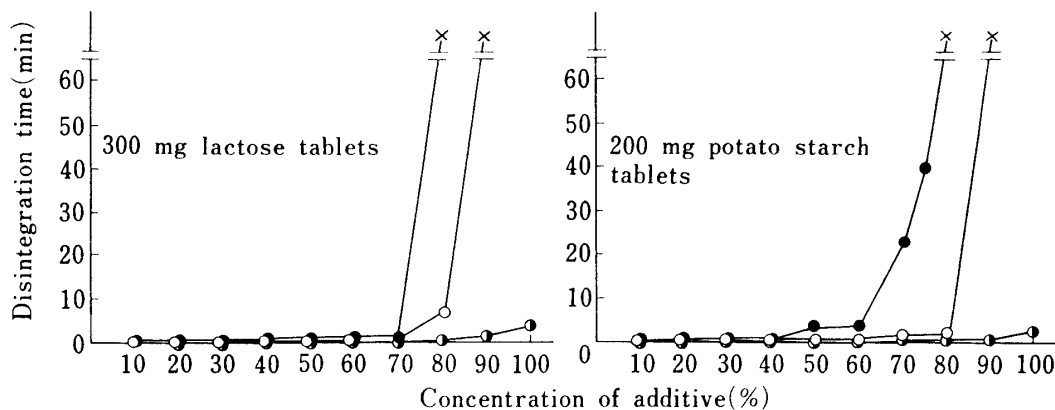 Disintegration time(min)
60
50
40
30
20
10
0
300 mg lactose tablets
10 20 30 40 50 60 70 80 90 100
60
50
40
30
20
10
0
200 mg potato starch
tablets
10 20 30 40 50 60 70 80 90 100
Concentration of additive(%)